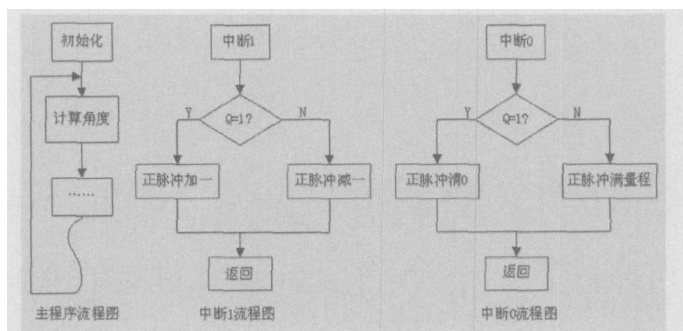 初始化
计算角度
……
主程序流程图
中断1
Q=1?
Y
N
正脉冲加一
正脉冲减一
返回
中断1流程图
中断0
Q=1?
Y
N
正脉冲清0
正脉冲满量程
返回
中断0流程图